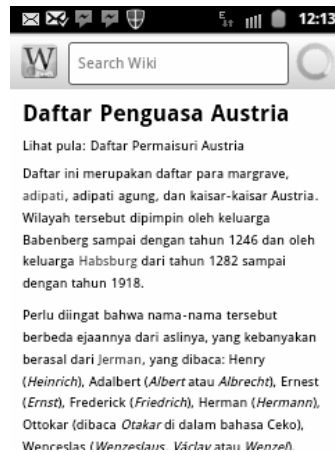 12:13
W
Search Wiki
Daftar Penguasa Austria
Lihat pula: Daftar Permaisuri Austria
Daftar ini merupakan daftar para margrave,
adipati, adipati agung, dan kaisar-kaisar Austria.
Wilayah tersebut dipimpin oleh keluarga
Babenberg sampai dengan tahun 1246 dan oleh
keluarga Habsburg dari tahun 1282 sampai
dengan tahun 1918.
Perlu diingat bahwa nama-nama tersebut
berbeda ejaannya dari aslinya, yang kebanyakan
berasal dari Jerman, yang dibaca: Henry
(Heinrich), Adalbert (Albert atau Albrecht), Ernest
(Ernst), Frederick (Friedrich), Herman (Hermann),
Ottokar (dibaca Otakar di dalam bahasa Ceko),
Wenceslas (Wenzeslaus, Václav atau Wenzel),